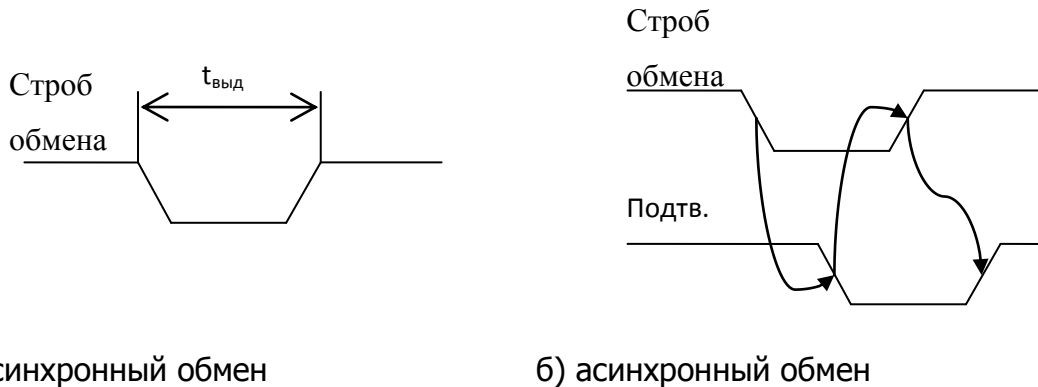 Строб
обмена
tвыд
Строб
обмена
Подтв.
синхронный обмен
б) асинхронный обмен